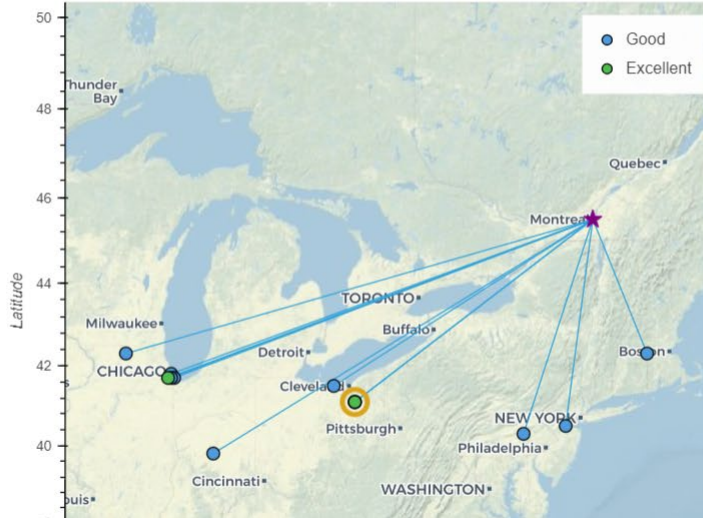 50
Good
Excellent
Thunder
Bay
48
Quebec
46
Montreal
44
TORONTO
Milwaukee
Buffalo
Detroit
Boston
42
CHICAGO
Cleveland
NEW YORK
Pittsburgh
40
Philadelphia
Cincinnati
WASHINGTON
ouis
Latitude